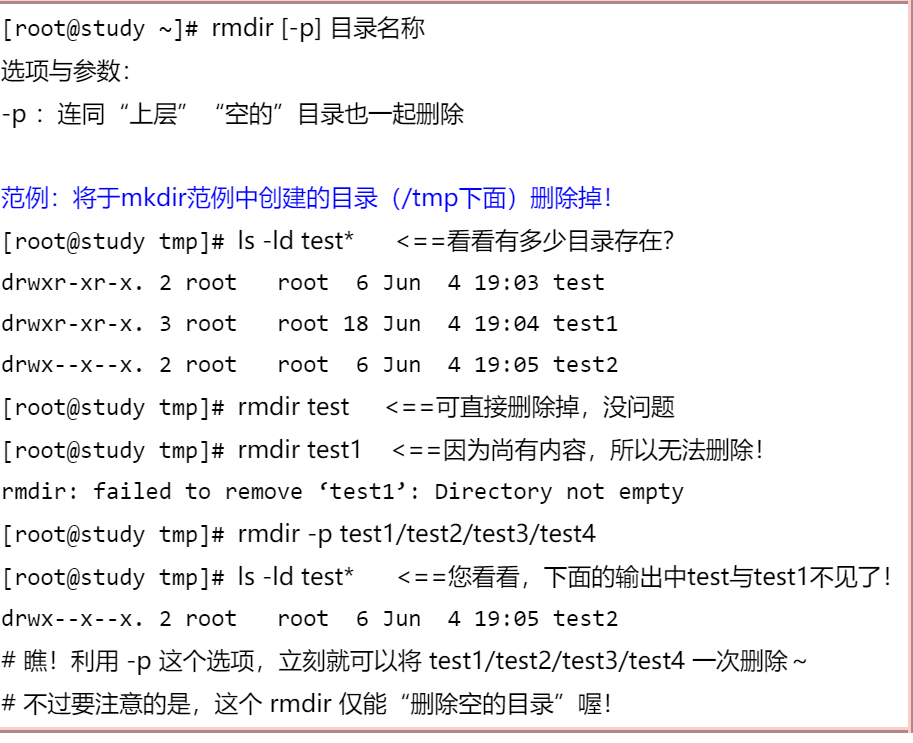 [root@study ~]# rmdir [-p] 目录名称
选项与参数：
-p ：连同“上层”“空的”目录也一起删除
范例：将于mkdir范例中创建的目录（/tmp下面）删除掉！
[root@study tmp]# ls -ld test* <==看看有多少目录存在？
drwxr-xr-x. 2 root root 6 Jun 4 19:03 test
drwxr-xr-x. 3 root root 18 Jun 4 19:04 test1
drwx--x--x. 2 root root 6 Jun 4 19:05 test2
[root@study tmp]# rmdir test <==可直接删除掉，没问题
[root@study tmp]# rmdir test1 <==因为尚有内容，所以无法删除！
rmdir: failed to remove ‘test1’: Directory not empty
[root@study tmp]# rmdir -p test1/test2/test3/test4
[root@study tmp]# ls -ld test* <==您看看，下面的输出中test与test1不见了！
drwx--x--x. 2 root root 6 Jun 4 19:05 test2
# 瞧！利用 -p 这个选项，立刻就可以将 test1/test2/test3/test4 一次删除～
# 不过要注意的是，这个 rmdir 仅能“删除空的目录”喔！